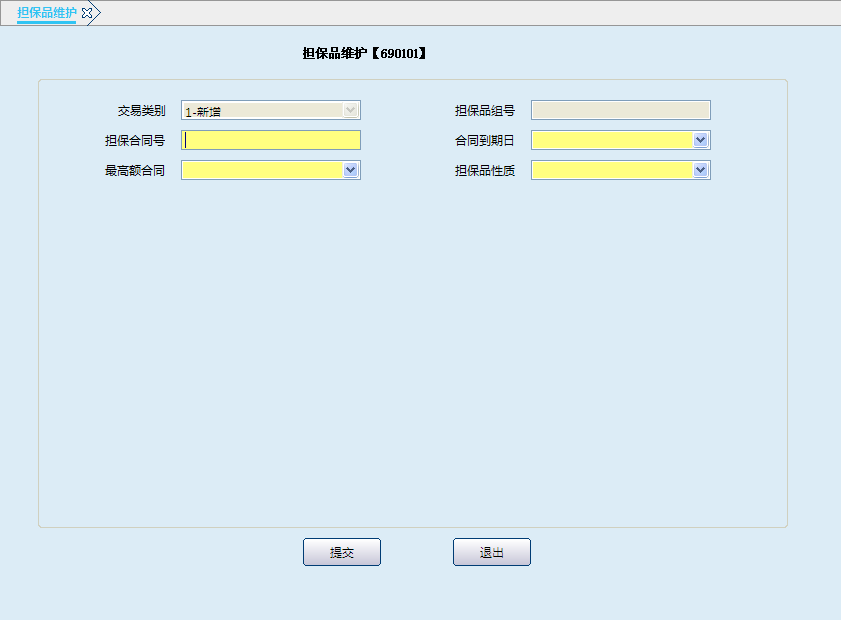 担保品维护
担保品维护【690101】
交易类别 1-新增 担保品组号
担保合同号 合同到期日
最高额合同 担保品性质
提交 退出